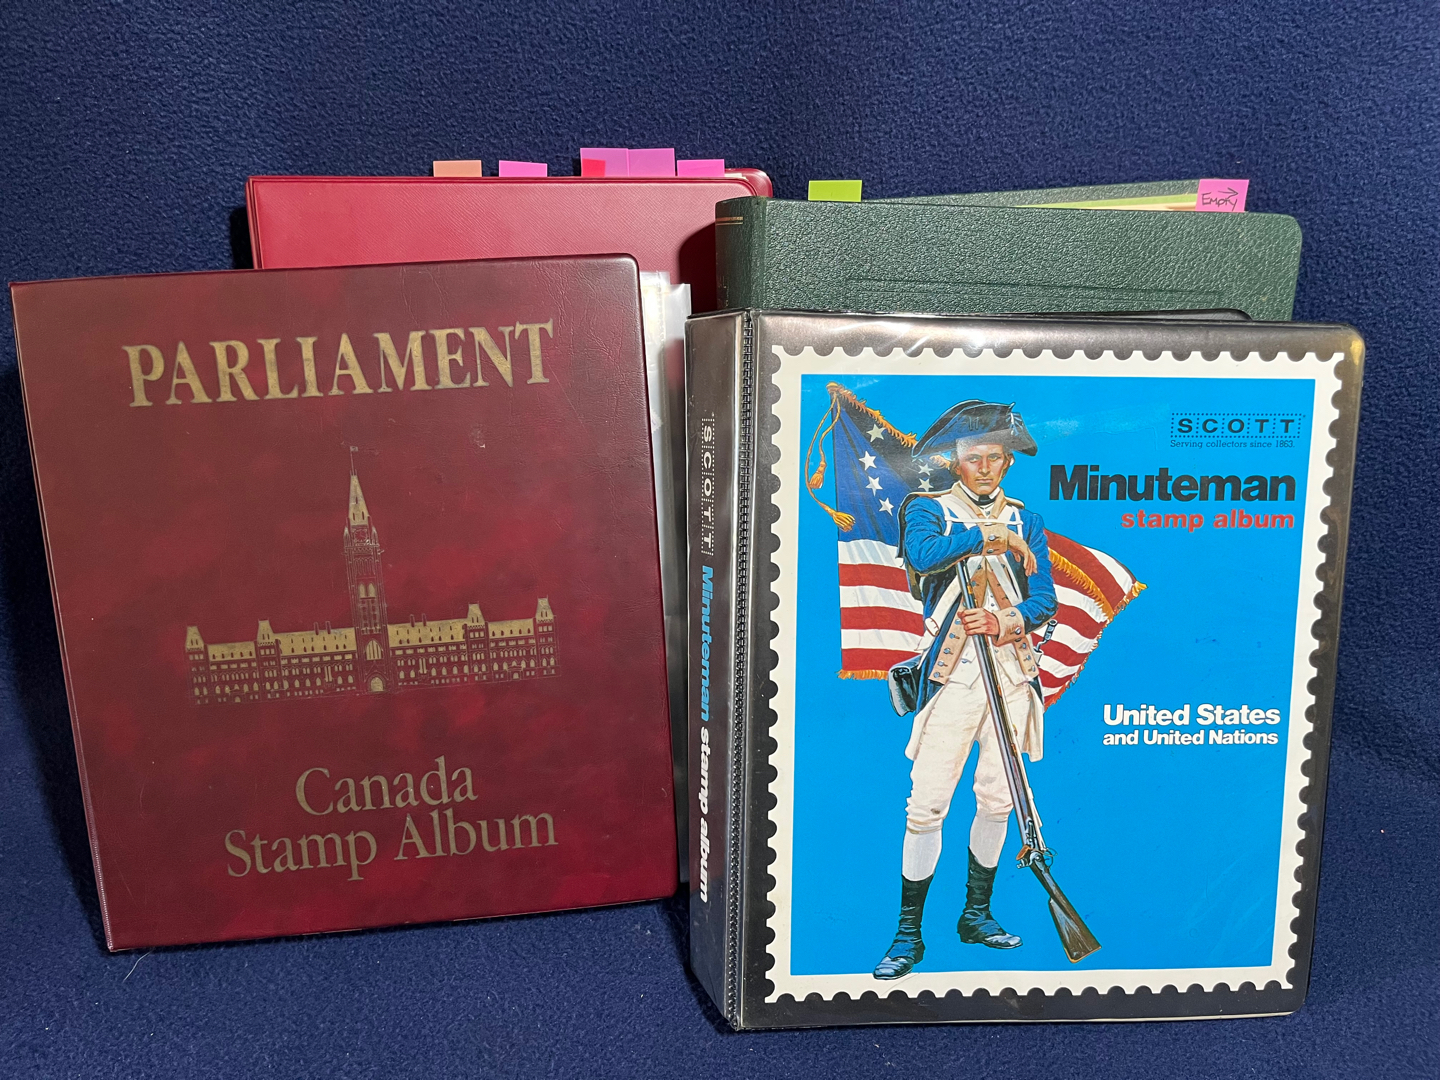 Empty
PARLIAMENT
Canada
Stamp Album
SCOTT Minuteman stamp album
SCOTT
Serving collectors since 1863.
Minuteman
stamp album
United States
and United Nations